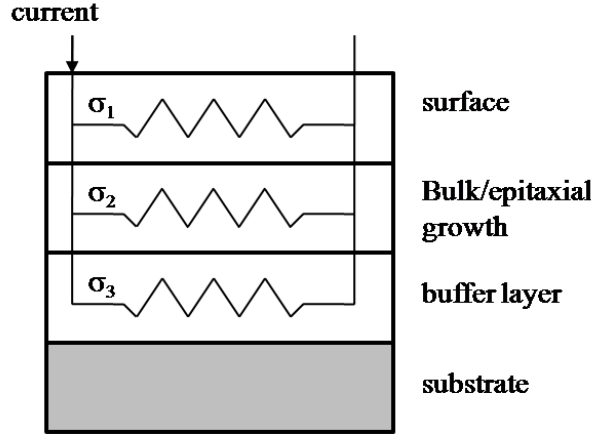 current
σ1
surface
σ2
Bulk/epitaxial
growth
σ3
buffer layer
substrate